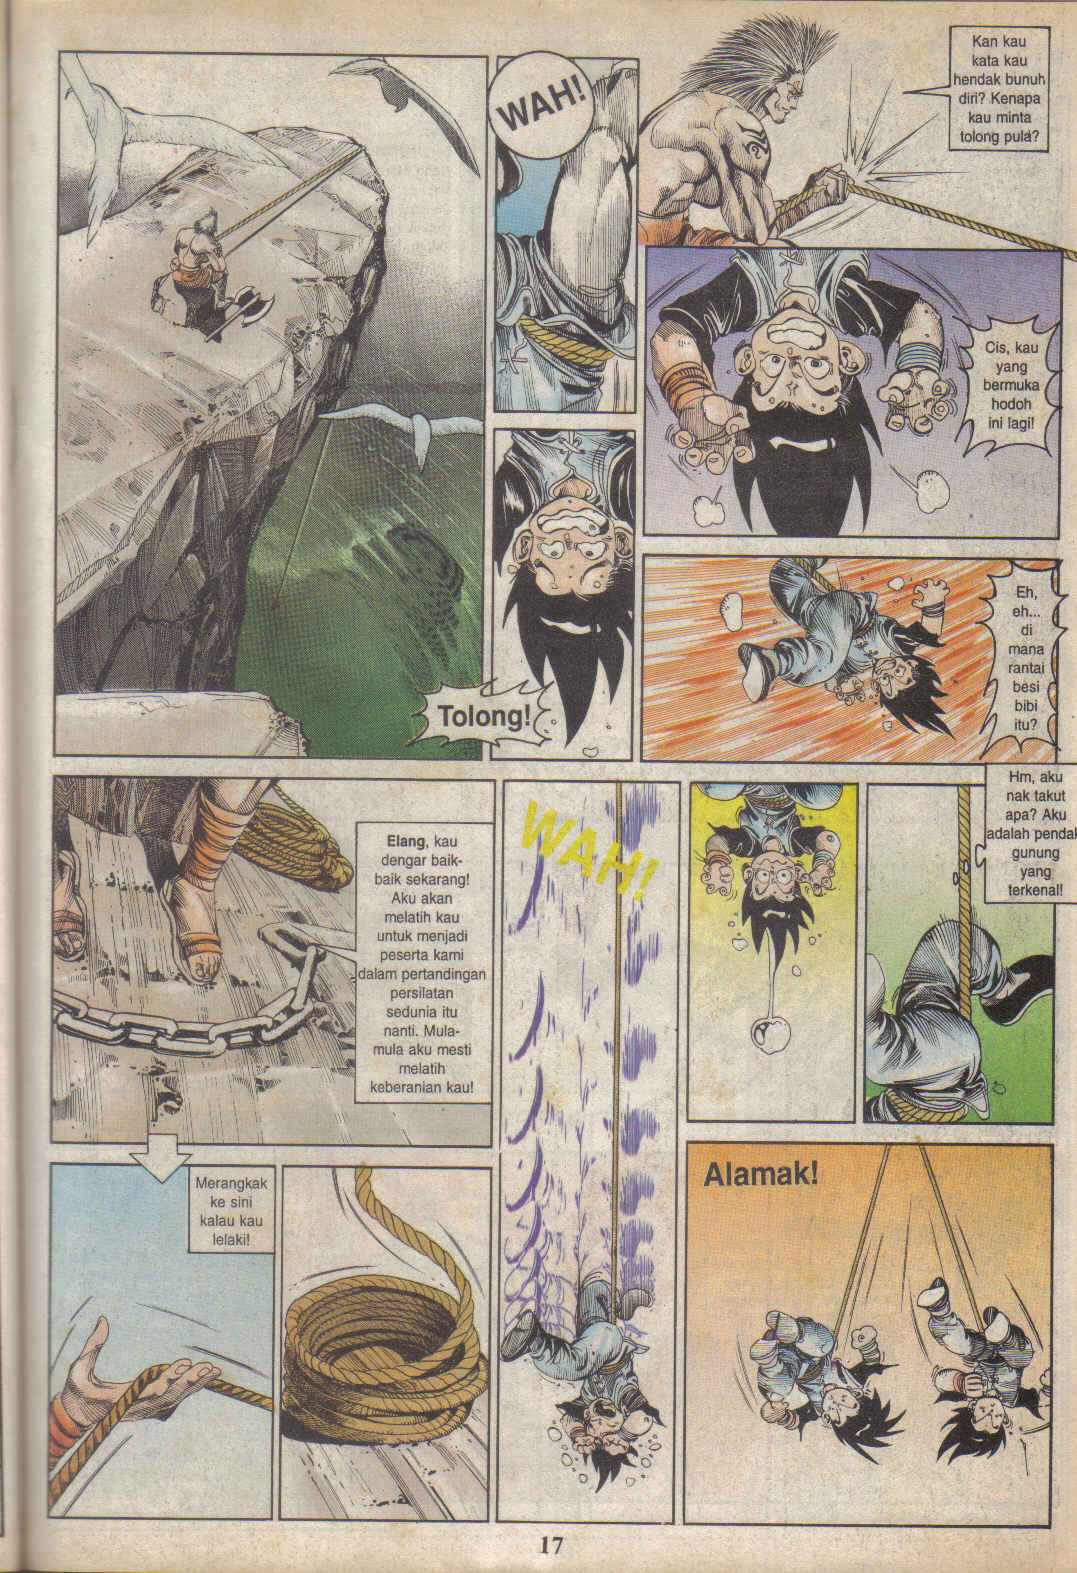 WAH!
Kan kau
kata kau
hendak bunuh
diri? Kenapa
kau minta
tolong pula?
Cis, kau
yang
bermuka
hodoh
ini lagi!
Tolong!
Eh,
eh...
di
mana
rantai
besi
bibi
itu?
Elang, kau
dengar baik-
baik sekarang!
Aku akan
melatih kau
untuk menjadi
peserta kami
dalam pertandingan
persilatan
sedunia itu
nanti. Mula-
mula aku mesti
melatih
keberanian kau!
WAH!
Hm, aku
nak takut
apa? Aku
adalah pendak
gunung
yang
terkenal!
Merangkak
ke sini
kalau kau
lelaki!
Alamak!
17